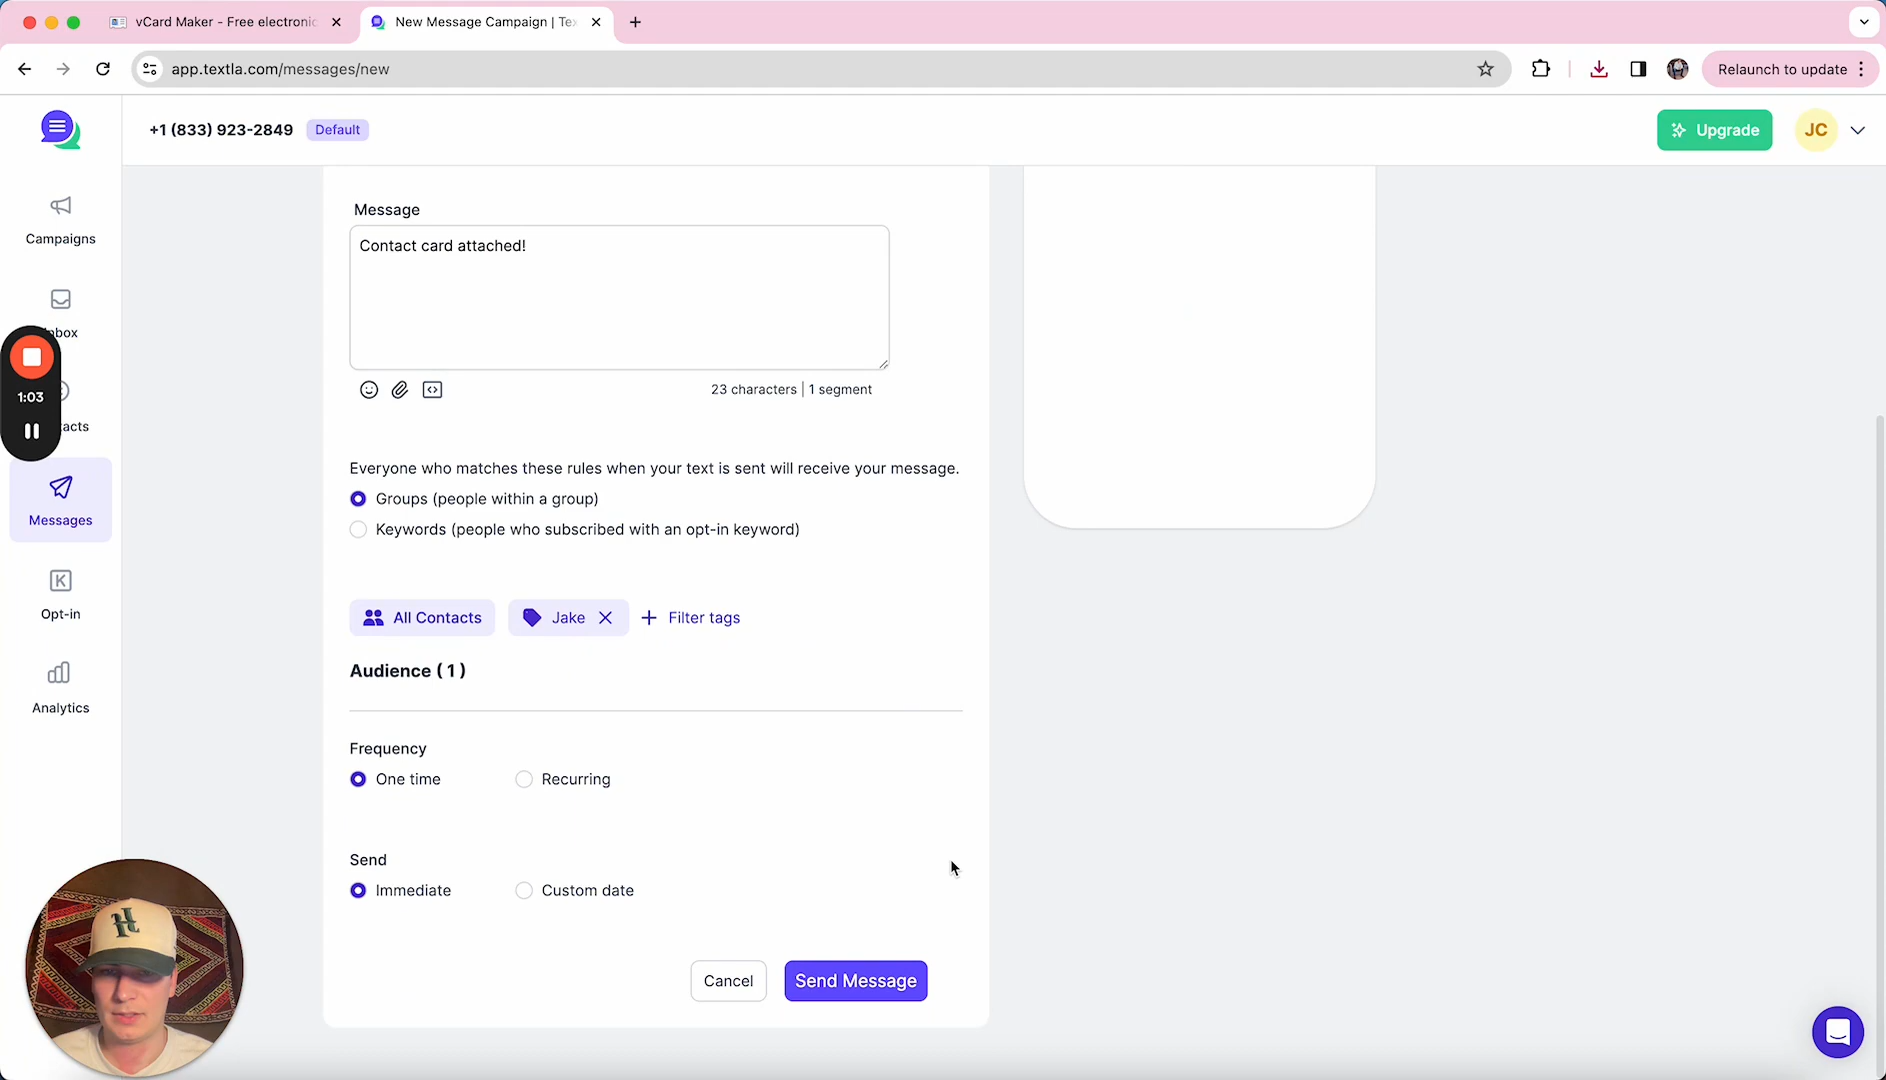 vCard Maker - Free electronic
New Message Campaign | Tex
app.textla.com/messages/new
Relaunch to update
+1 (833) 923-2849
Default
Upgrade
JC
Campaigns
Inbox
1:03
acts
Messages
K
Opt-in
Analytics
Message
Contact card attached!
23 characters | 1 segment
Everyone who matches these rules when your text is sent will receive your message.
Groups (people within a group)
Keywords (people who subscribed with an opt-in keyword)
All Contacts
Jake
Filter tags
Audience ( 1 )
Frequency
One time
Recurring
Send
Immediate
Custom date
Cancel
Send Message
H